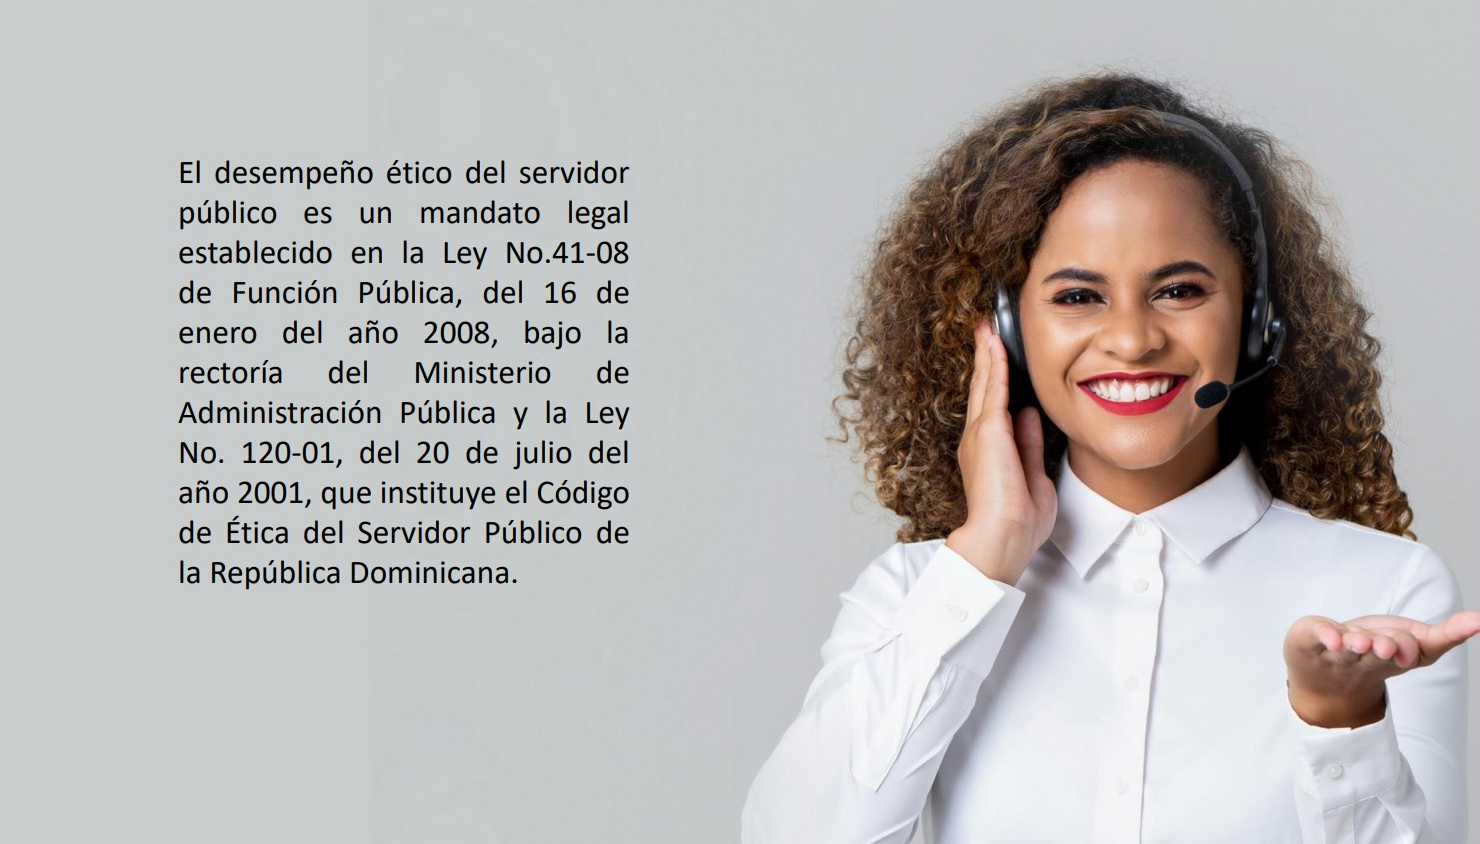 El desempeño ético del servidor
público es un mandato legal
establecido en la Ley No.41-08
de Función Pública, del 16 de
enero del año 2008, bajo la
rectoría del Ministerio de
Administración Pública y la Ley
No. 120-01, del 20 de julio del
año 2001, que instituye el Código
de Ética del Servidor Público de
la República Dominicana.